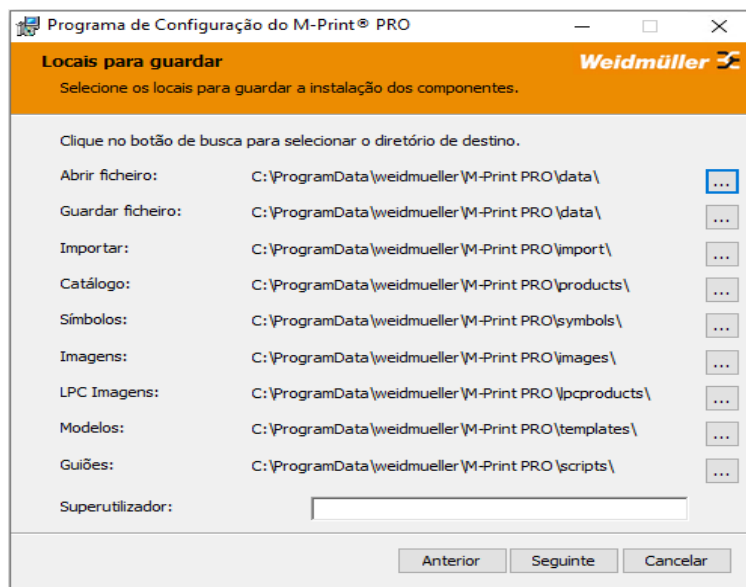 Programa de Configuração do M-Print® PRO
Locais para guardar
Weidmüller
Selecione os locais para guardar a instalação dos componentes.
Clique no botão de busca para selecionar o diretório de destino.
Abrir ficheiro: C:\ProgramData\weidmueller\M-Print PRO\data\ ...
Guardar ficheiro: C:\ProgramData\weidmueller\M-Print PRO\data\ ...
Importar: C:\ProgramData\weidmueller\M-Print PRO\import\ ...
Catálogo: C:\ProgramData\weidmueller\M-Print PRO\products\ ...
Símbolos: C:\ProgramData\weidmueller\M-Print PRO\symbols\ ...
Imagens: C:\ProgramData\weidmueller\M-Print PRO\images\ ...
LPC Imagens: C:\ProgramData\weidmueller\M-Print PRO\lpcproducts\ ...
Modelos: C:\ProgramData\weidmueller\M-Print PRO\templates\ ...
Guiões: C:\ProgramData\weidmueller\M-Print PRO\scripts\ ...
Superutilizador:
Anterior Seguinte Cancelar